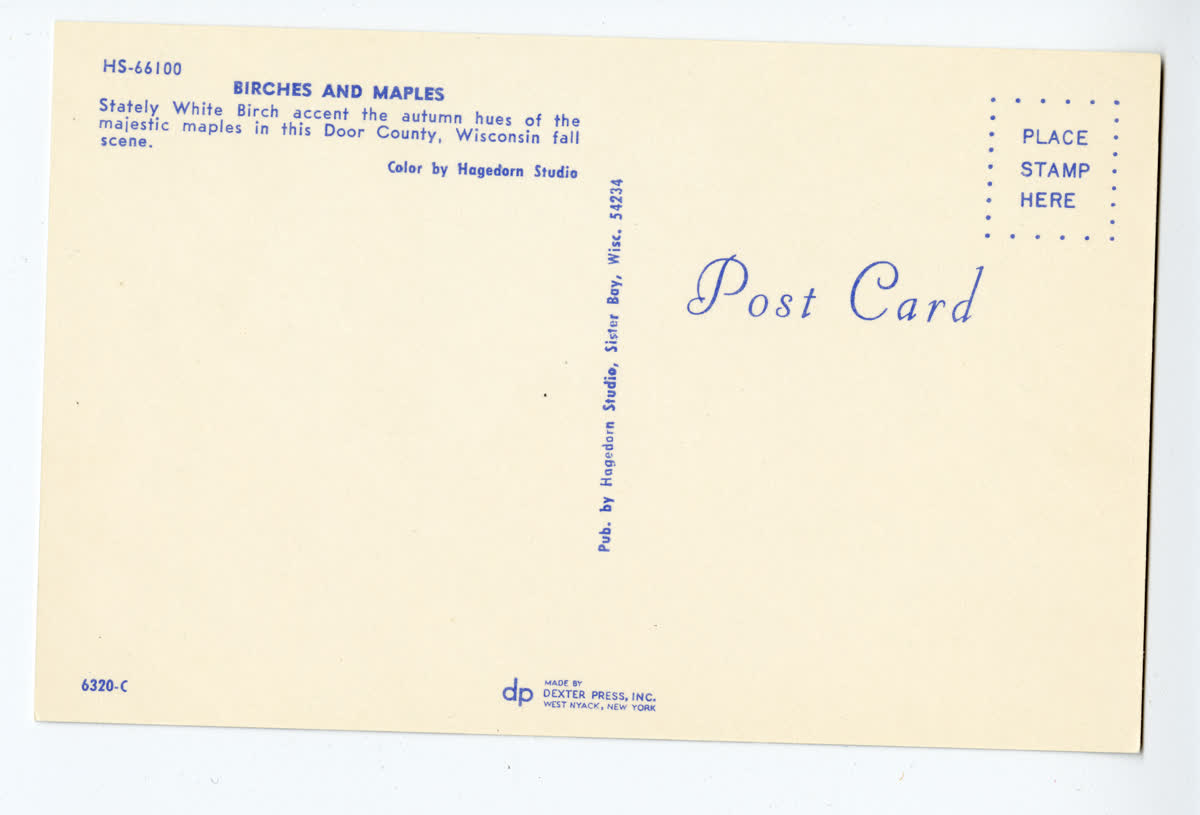 HS-66100
BIRCHES AND MAPLES
Stately White Birch accent the autumn hues of the
majestic maples in this Door County, Wisconsin fall
scene.
Color by Hagedorn Studio
Pub. by Hagedorn Studio, Sister Bay, Wisc. 54234
PLACE
STAMP
HERE
Post Card
6320-C
dp
MADE BY
DEXTER PRESS, INC.
WEST NYACK, NEW YORK